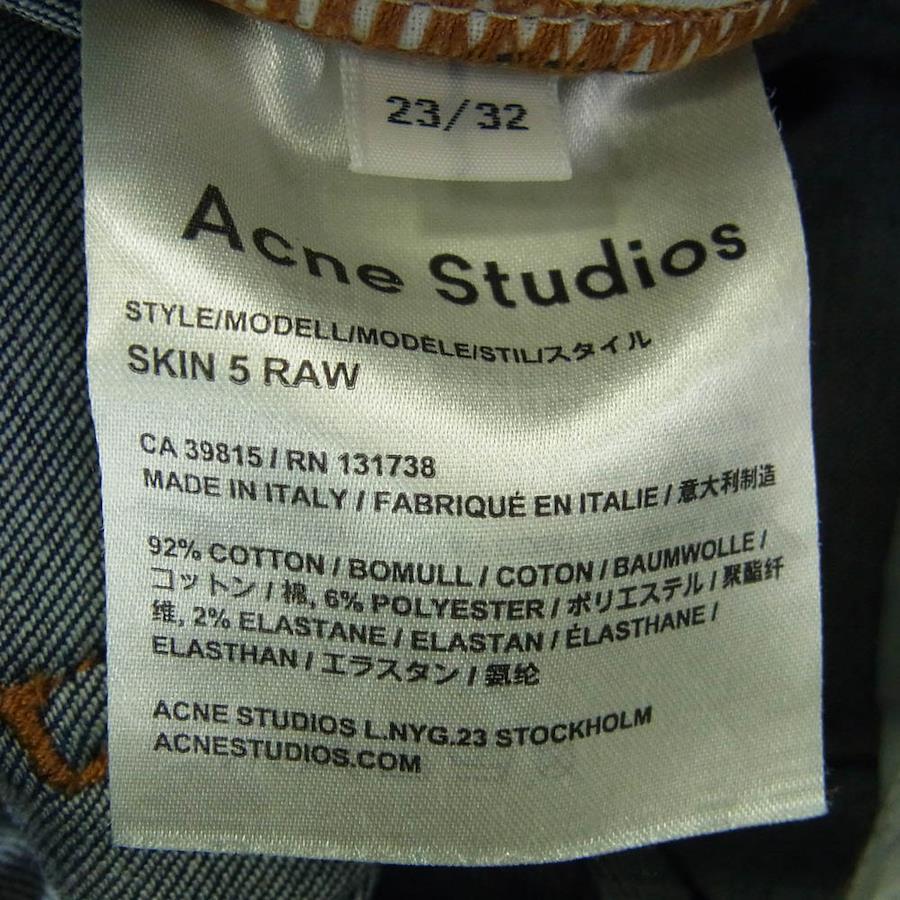 23/32
Acne Studios
STYLE/MODELL/MODÈLE/STIL/スタイル
SKIN 5 RAW
CA 39815 / RN 131738
MADE IN ITALY / FABRIQUÉ EN ITALIE / 意大利制造
92% COTTON / BOMULL / COTON / BAUMWOLLE /
コットン / 棉, 6% POLYESTER / ポリエステル / 聚酯纤
维, 2% ELASTANE / ELASTAN / ÉLASTHANE /
ELASTHAN / エラスタン / 氨纶
ACNE STUDIOS L.NYG.23 STOCKHOLM
ACNESTUDIOS.COM